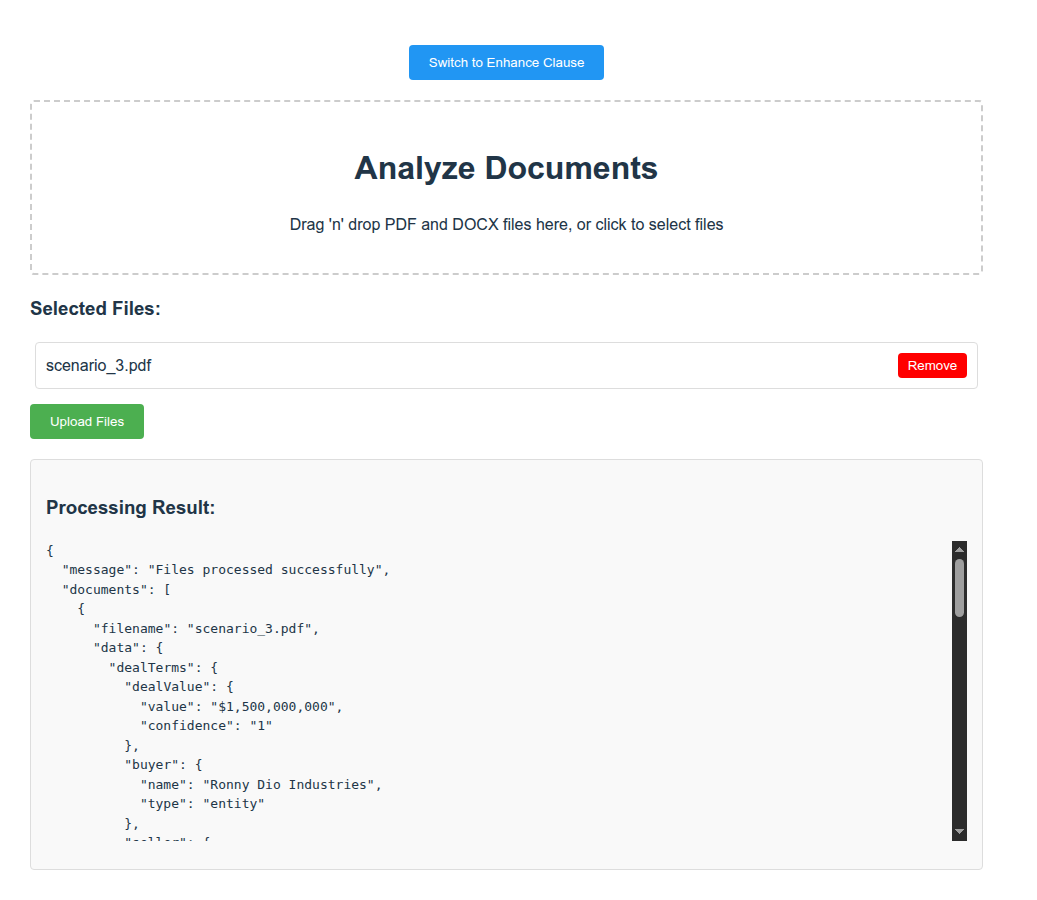 Switch to Enhance Clause
Analyze Documents
Drag 'n' drop PDF and DOCX files here, or click to select files
Selected Files:
scenario_3.pdf
Remove
Upload Files
Processing Result:
{
  "message": "Files processed successfully",
  "documents": [
    {
      "filename": "scenario_3.pdf",
      "data": {
        "dealTerms": {
          "dealValue": {
            "value": "$1,500,000,000",
            "confidence": "1"
          },
          "buyer": {
            "name": "Ronny Dio Industries",
            "type": "entity"
          },
          "seller": {